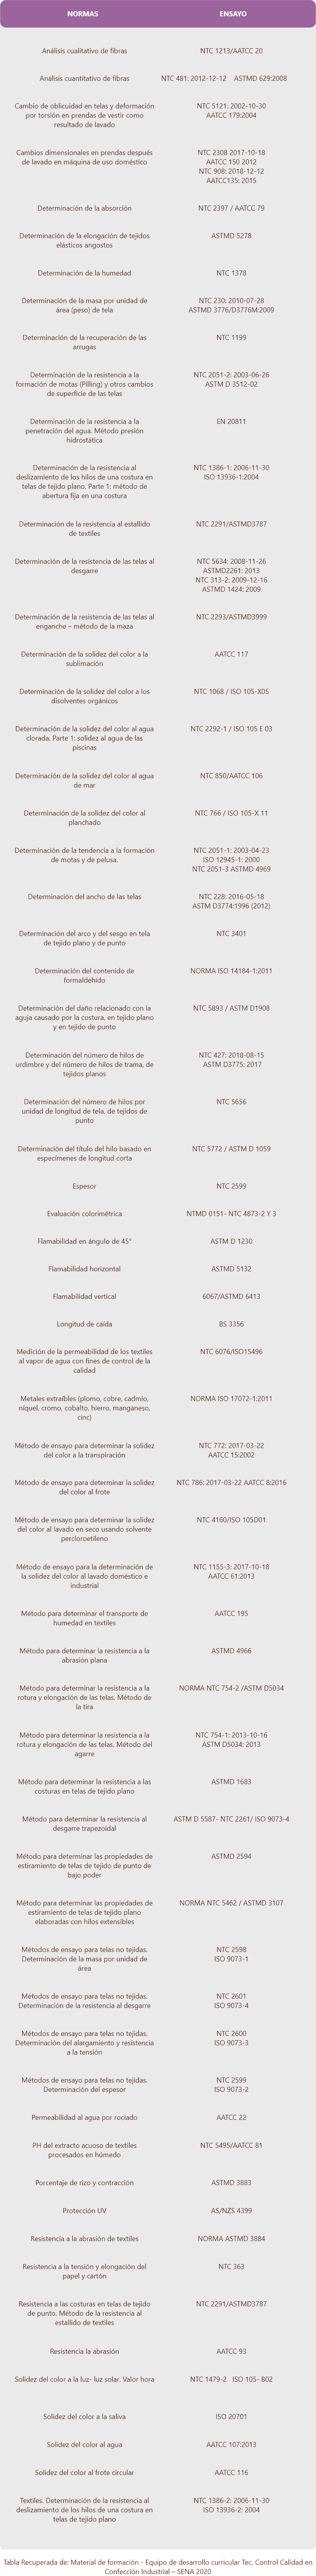 NORMAS ENSAYO
Análisis cualitativo de fibras NTC 1213/AATCC 20
Análisis cuantitativo de fibras NTC 481: 2012-12-12 ASTMD 629:2008
Cambio de oblicuidad en telas y deformación NTC 5121: 2002-10-30
por torsión en prendas de vestir como AATCC 179:2004
resultado de lavado
Cambios dimensionales en prendas después NTC 2308 2017-10-18
de lavado en máquina de uso doméstico AATCC 150 2012
NTC 908: 2018-12-12
AATCC135: 2015
Determinación de la absorción NTC 2397 / AATCC 79
Determinación de la elongación de tejidos ASTMD 5278
elásticos angostos
Determinación de la humedad NTC 1378
Determinación de la masa por unidad de NTC 230: 2010-07-28
área (peso) de tela ASTMD 3776/D3776M:2009
Determinación de la recuperación de las NTC 1199
arrugas
Determinación de la resistencia a la NTC 2051-2: 2003-06-26
formación de motas (Pilling) y otros cambios ASTM D 3512-02
de superficie de las telas
Determinación de la resistencia a la EN 20811
penetración del agua. Método presión
hidrostática
Determinación de la resistencia al NTC 1386-1: 2006-11-30
deslizamiento de los hilos de una costura en ISO 13936-1:2004
telas de tejido plano. Parte 1: método de
abertura fija en una costura
Determinación de la resistencia al estallido NTC 2291/ASTMD3787
de textiles
Determinación de la resistencia de las telas al NTC 5634: 2008-11-26
desgarre ASTMD2261: 2013
NTC 313-2: 2009-12-16
ASTMD 1424: 2009
Determinación de la resistencia de las telas al NTC 2293/ASTMD3999
enganche – método de la maza
Determinación de la solidez del color a la AATCC 117
sublimación
Determinación de la solidez del color a los NTC 1068 / ISO 105-X05
disolventes orgánicos
Determinación de la solidez del color al agua NTC 2292-1 / ISO 105 E 03
clorada. Parte 1: solidez al agua de las
piscinas
Determinación de la solidez del color al agua NTC 850/AATCC 106
de mar
Determinación de la solidez del color al NTC 766 / ISO 105-X 11
planchado
Determinación de la tendencia a la formación NTC 2051-1: 2003-04-23
de motas y de pelusa. ISO 12945-1: 2000
NTC 2051-3 ASTMD 4969
Determinación del ancho de las telas NTC 228: 2016-05-18
ASTM D3774:1996 (2012)
Determinación del arco y del sesgo en tela NTC 3401
de tejido plano y de punto
Determinación del contenido de NORMA ISO 14184-1:2011
formaldehído
Determinación del daño relacionado con la NTC 5893 / ASTM D1908
aguja causado por la costura, en tejido plano
y en tejido de punto
Determinación del número de hilos de NTC 427: 2018-08-15
urdimbre y del número de hilos de trama, de ASTM D3775: 2017
tejidos planos
Determinación del número de hilos por NTC 5656
unidad de longitud de tela, de tejidos de
punto
Determinación del título del hilo basado en NTC 5772 / ASTM D 1059
especímenes de longitud corta
Espesor NTC 2599
Evaluación colorimétrica NTMD 0151- NTC 4873-2 Y 3
Flamabilidad en ángulo de 45° ASTM D 1230
Flamabilidad horizontal ASTMD 5132
Flamabilidad vertical 6067/ASTMD 6413
Longitud de caída BS 3356
Medición de la permeabilidad de los textiles NTC 6076/ISO15496
al vapor de agua con fines de control de la
calidad
Metales extraíbles (plomo, cobre, cadmio, NORMA ISO 17072-1:2011
níquel, cromo, cobalto, hierro, manganeso,
cinc)
Método de ensayo para determinar la solidez NTC 772: 2017-03-22
del color a la transpiración AATCC 15:2002
Método de ensayo para determinar la solidez NTC 786: 2017-03-22 AATCC 8:2016
del color al frote
Método de ensayo para determinar la solidez NTC 4160/ISO 105D01
del color al lavado en seco usando solvente
percloroetileno
Método de ensayo para la determinación de NTC 1155-3: 2017-10-18
la solidez del color al lavado doméstico e AATCC 61:2013
industrial
Método para determinar el transporte de AATCC 195
humedad en textiles
Método para determinar la resistencia a la ASTMD 4966
abrasión plana
Método para determinar la resistencia a la NORMA NTC 754-2 /ASTM D5034
rotura y elongación de las telas. Método de
la tira
Método para determinar la resistencia a la NTC 754-1: 2013-10-16
rotura y elongación de las telas. Método del ASTM D5034: 2013
agarre
Método para determinar la resistencia a las ASTMD 1683
costuras en telas de tejido plano
Método para determinar la resistencia al ASTM D 5587- NTC 2261/ ISO 9073-4
desgarre trapezoidal
Método para determinar las propiedades de ASTMD 2594
estiramiento de telas de tejido de punto de
bajo poder
Método para determinar las propiedades de NORMA NTC 5462 / ASTMD 3107
estiramiento de telas de tejido plano
elaboradas con hilos extensibles
Métodos de ensayo para telas no tejidas. NTC 2598
Determinación de la masa por unidad de ISO 9073-1
área
Métodos de ensayo para telas no tejidas. NTC 2601
Determinación de la resistencia al desgarre ISO 9073-4
Métodos de ensayo para telas no tejidas. NTC 2600
Determinación del alargamiento y resistencia ISO 9073-3
a la tensión
Métodos de ensayo para telas no tejidas. NTC 2599
Determinación del espesor ISO 9073-2
Permeabilidad al agua por rociado AATCC 22
PH del extracto acuoso de textiles NTC 5495/AATCC 81
procesados en húmedo
Porcentaje de rizo y contracción ASTMD 3883
Protección UV AS/NZS 4399
Resistencia a la abrasión de textiles NORMA ASTMD 3884
Resistencia a la tensión y elongación del NTC 363
papel y cartón
Resistencia a las costuras en telas de tejido NTC 2291/ASTMD3787
de punto. Método de la resistencia al
estallido de textiles
Resistencia la abrasión AATCC 93
Solidez del color a la luz- luz solar. Valor hora NTC 1479-2 ISO 105- B02
Solidez del color a la saliva ISO 20701
Solidez del color al agua AATCC 107:2013
Solidez del color al frote circular AATCC 116
Textiles. Determinación de la resistencia al NTC 1386-2: 2006-11-30
deslizamiento de los hilos de una costura en ISO 13936-2: 2004
telas de tejido plano
Tabla Recuperada de: Material de formación - Equipo de desarrollo curricular Tec. Control Calidad en
Confección Industrial – SENA 2020